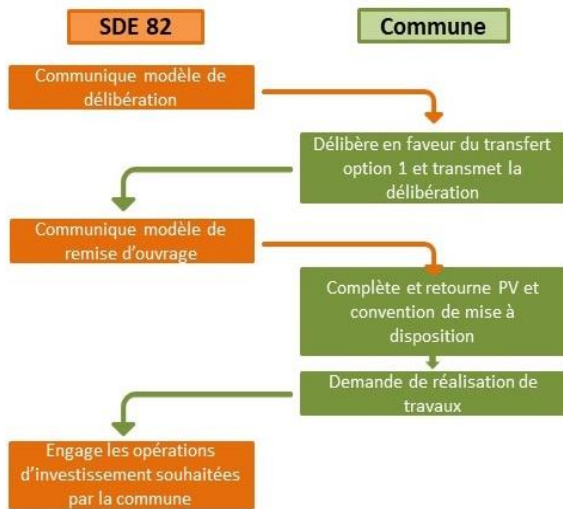 SDE 82
Commune
Communique modèle de
délibération
Délibère en faveur du transfert
option 1 et transmet la
délibération
Communique modèle de
remise d'ouvrage
Complète et retourne PV et
convention de mise à
disposition
Demande de réalisation de
travaux
Engage les opérations
d'investissement souhaitées
par la commune